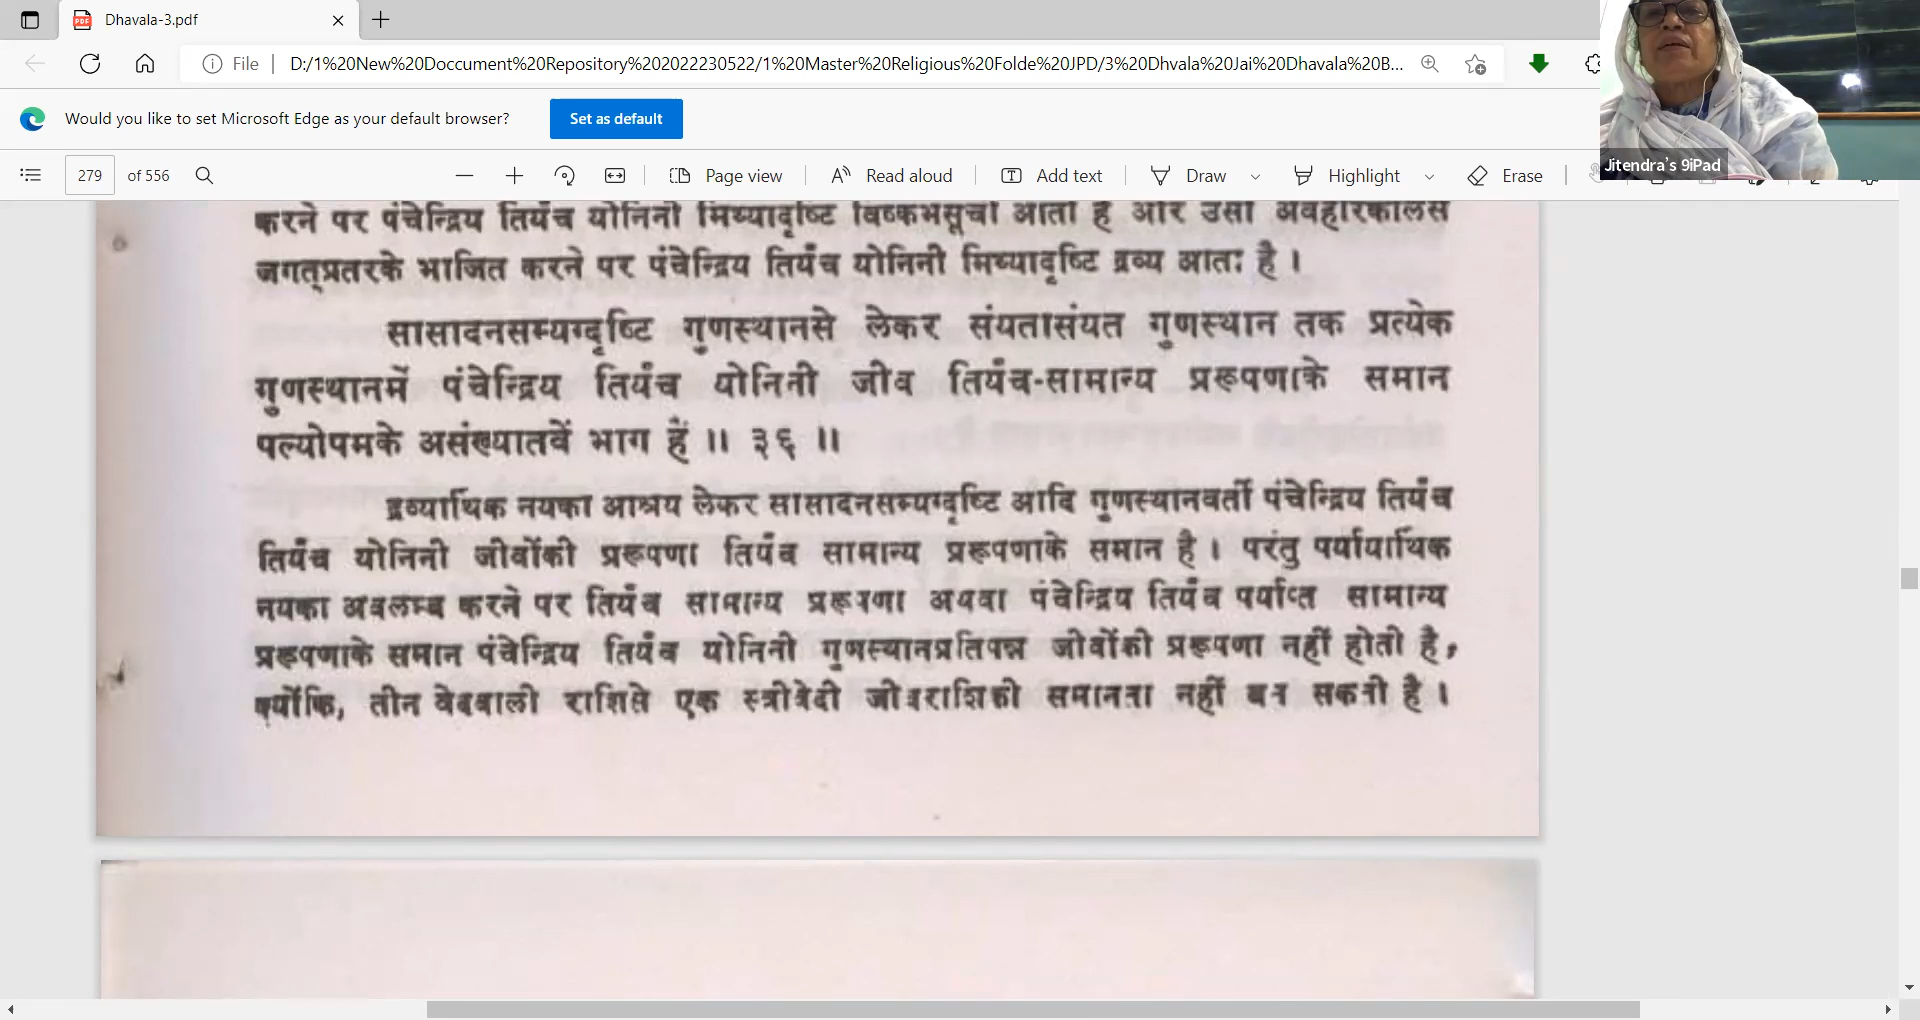 Dhavala-3.pdf
File D:/1%20New%20Doccument%20Repository%202022230522/1%20Master%20Religious%20Folde%20JPD/3%20Dhvala%20Jai%20Dhavala%20B...
Would you like to set Microsoft Edge as your default browser? Set as default
279 of 556 Page view Read aloud Add text Draw Highlight Erase
Jitendra's 9iPad
करने पर पंचेन्द्रिय तिर्यंच योनिनी मिथ्यादृष्टि विष्कंभसूची आती है और उसी अवहारकालसे
जगत्प्रतरके भाजित करने पर पंचेन्द्रिय तिर्यंच योनिनी मिथ्यादृष्टि द्रव्य आतः है ।
सासादनसम्यग्दृष्टि गुणस्थानसे लेकर संयतासंयत गुणस्थान तक प्रत्येक
गुणस्थानमें पंचेन्द्रिय तिर्यंच योनिनी जीव तिर्यंच-सामान्य प्ररूपणाके समान
पल्योपमके असंख्यातवें भाग हैं ॥ ३६ ॥
द्रव्यार्थिक नयका आश्रय लेकर सासादनसम्यग्दृष्टि आदि गुणस्थानवर्ती पंचेन्द्रिय तिर्यंच
तिर्यंच योनिनी जीवोंकी प्ररूपणा तिर्यंच सामान्य प्ररूपणाके समान है । परंतु पर्यायार्थिक
नयका अवलम्ब करने पर तिर्यंच सामान्य प्ररूपणा अथवा पंचेन्द्रिय तिर्यंच पर्याप्त सामान्य
प्ररूपणाके समान पंचेन्द्रिय तिर्यंच योनिनी गुणस्थानप्रतिपन्न जीवोंकी प्ररूपणा नहीं होती है,
क्योंकि, तीन वेदवाली राशिसे एक स्त्रीवेदी जीवराशिकी समानता नहीं बन सकती है ।